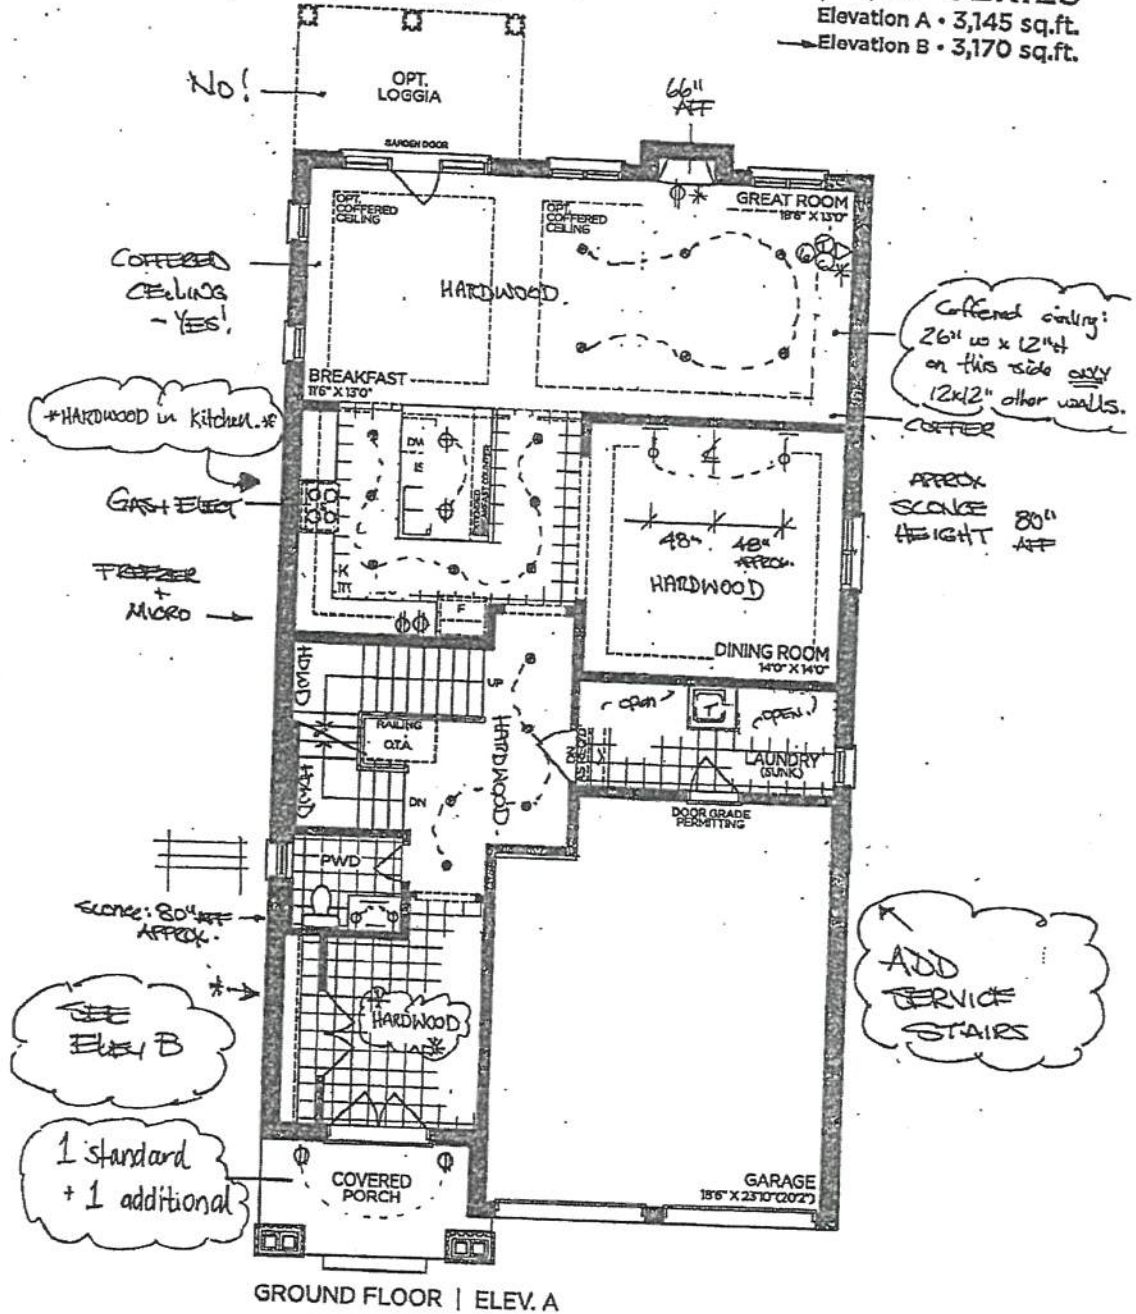 Elevation A • 3,145 sq.ft.
Elevation B • 3,170 sq.ft.
NO!
OPT.
LOGGIA
66"
AFF
GARDEN DOOR
OPT.
COFFERED
CEILING
OPT.
COFFERED
CEILING
GREAT ROOM
18'6" X 13'0"
COFFERED
CEILING
- YES!
HARDWOOD
Coffered ceiling:
26" w x 12" H
on this side ONLY
12x12" other walls.
BREAKFAST
11'6" X 13'0"
*HARDWOOD in kitchen.*
COFFER
DW
EXTENDED
BREAKFAST COUNTER
GAS + ELECT
APPROX
SCONCE
HEIGHT 80"
AFF
48" 48"
APPROX.
HARDWOOD
FREEZER
+
MICRO
F
DINING ROOM
14'0" X 14'0"
HDWD
UP
RAILING
O.T.A.
HARDWOOD
open
OPEN
LAUNDRY
(SUNK)
HDWD
DN
DOOR GRADE
PERMITTING
PWD
SCONCE: 80" AFF
APPROX.
ADD
SERVICE
STAIRS
*
SEE
ELEV B
HARDWOOD
1 standard
+ 1 additional
COVERED
PORCH
GARAGE
18'6" X 23'10"(20'2")
GROUND FLOOR | ELEV. A